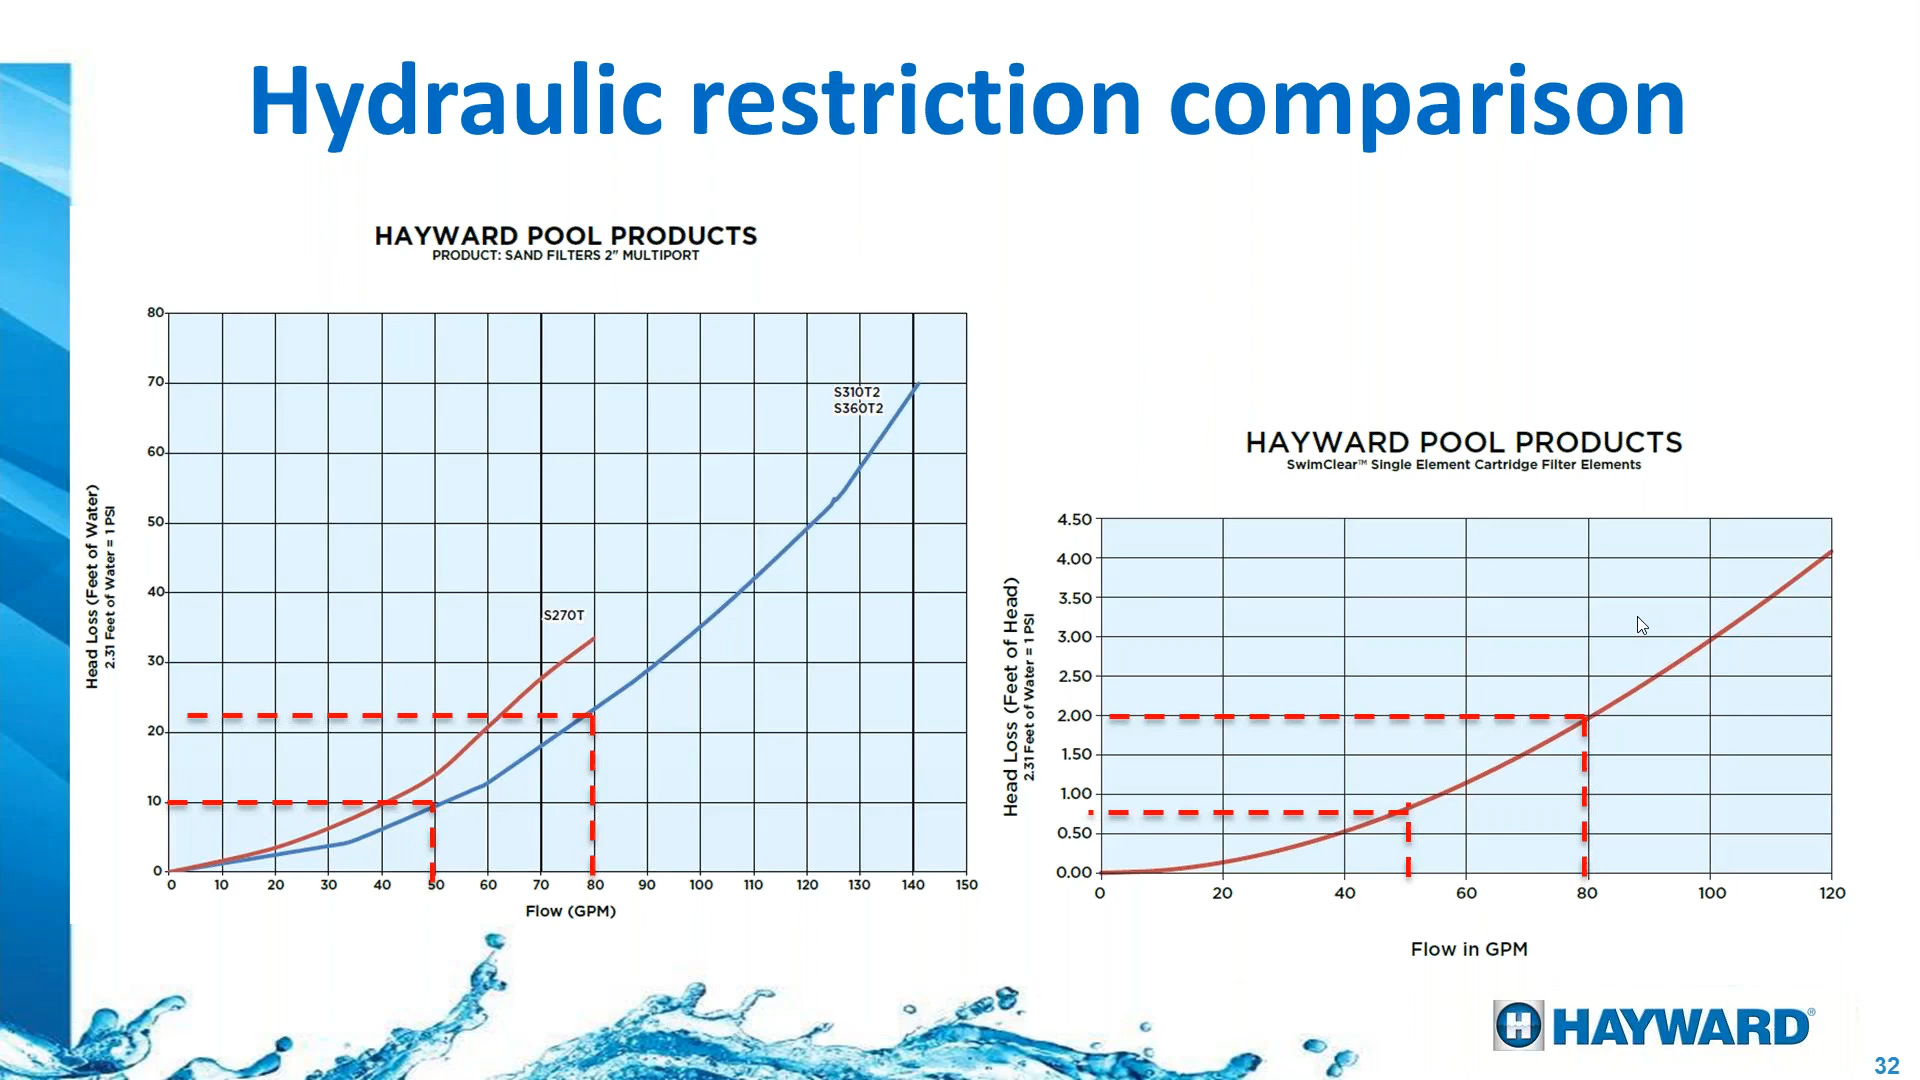 Hydraulic restriction comparison
HAYWARD POOL PRODUCTS
PRODUCT: SAND FILTERS 2" MULTIPORT
80
70
60
50
40
30
20
10
0
Head Loss (Feet of Water)
2.31 Feet of Water = 1 PSI
S310T2
S360T2
S270T
0 10 20 30 40 50 60 70 80 90 100 110 120 130 140 150
Flow (GPM)
HAYWARD POOL PRODUCTS
SwimClear™ Single Element Cartridge Filter Elements
4.50
4.00
3.50
3.00
2.50
2.00
1.50
1.00
0.50
0.00
Head Loss (Feet of Head)
2.31 Feet of Water = 1 PSI
0 20 40 60 80 100 120
Flow in GPM
H HAYWARD®
32